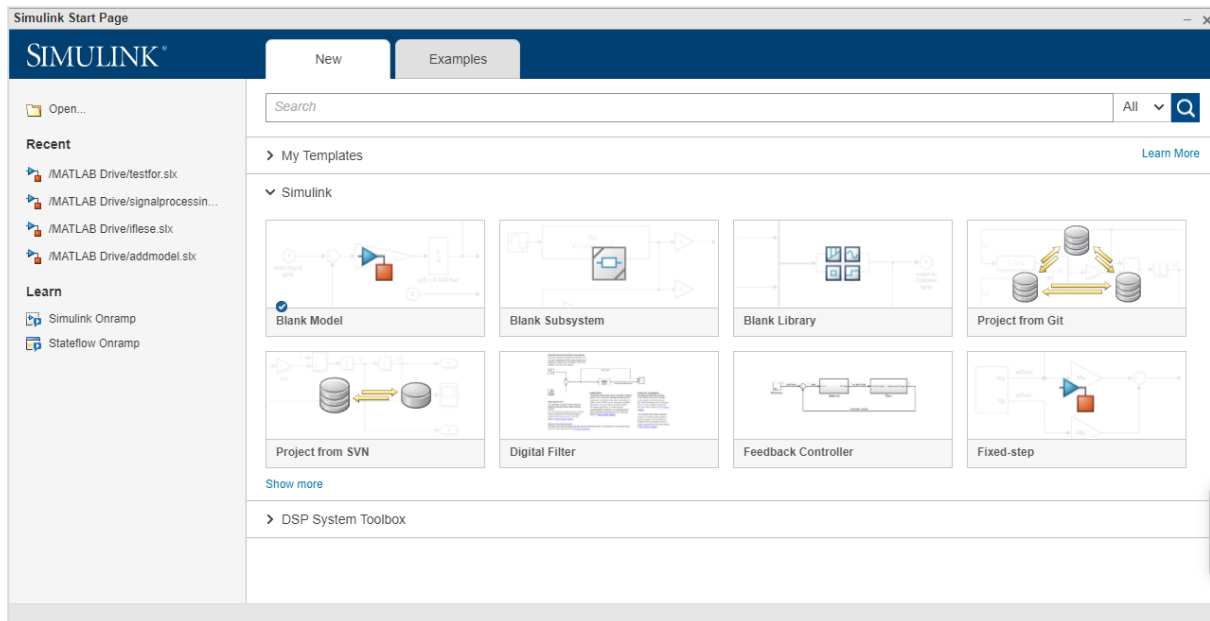 Simulink Start Page
SIMULINK®
New
Examples
Open...
Recent
/MATLAB Drive/testfor.slx
/MATLAB Drive/signalprocessin...
/MATLAB Drive/iflese.slx
/MATLAB Drive/addmodel.slx
Learn
Simulink Onramp
Stateflow Onramp
Search
All
My Templates
Learn More
Simulink
Blank Model
Blank Subsystem
Blank Library
Project from Git
Project from SVN
Digital Filter
Feedback Controller
Fixed-step
Show more
DSP System Toolbox